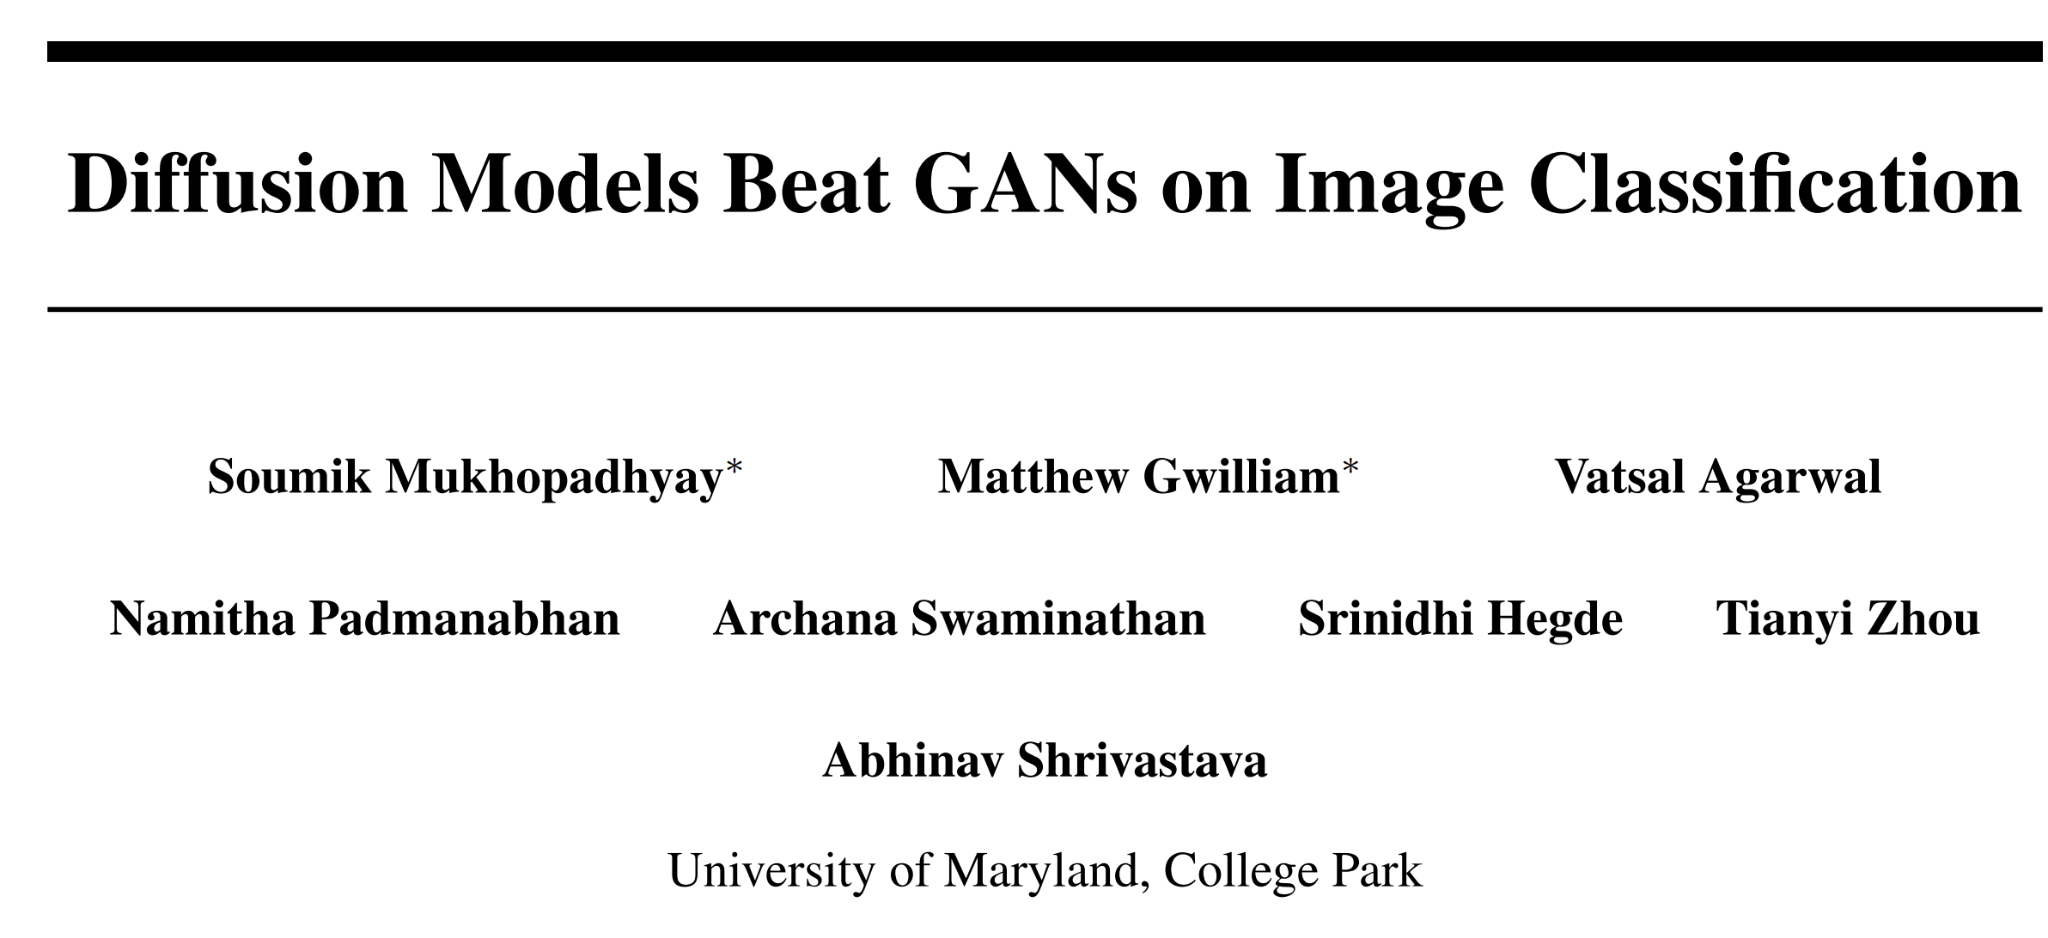 Diffusion Models Beat GANs on Image Classification
Soumik Mukhopadhyay* Matthew Gwilliam* Vatsal Agarwal
Namitha Padmanabhan Archana Swaminathan Srinidhi Hegde Tianyi Zhou
Abhinav Shrivastava
University of Maryland, College Park